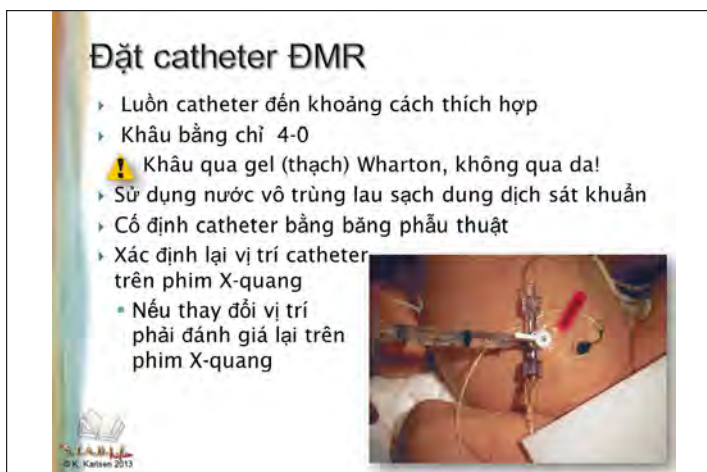 Đặt catheter ĐMR
Luồn catheter đến khoảng cách thích hợp
Khâu bằng chỉ 4-0
Khâu qua gel (thạch) Wharton, không qua da!
Sử dụng nước vô trùng lau sạch dung dịch sát khuẩn
Cố định catheter bằng băng phẫu thuật
Xác định lại vị trí catheter
trên phim X-quang
Nếu thay đổi vị trí
phải đánh giá lại trên
phim X-quang
© K. Karlsen 2013